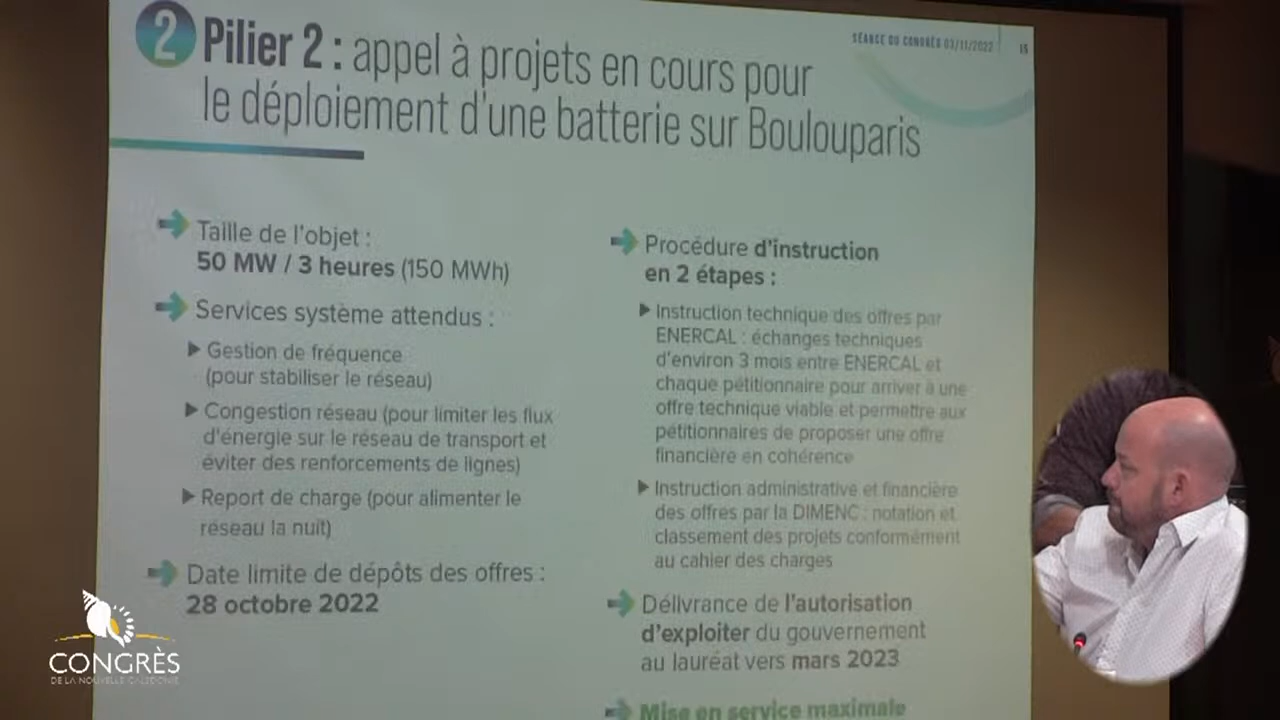 2 Pilier 2 : appel à projets en cours pour
le déploiement d'une batterie sur Boulouparis
SÉANCE DU CONGRÈS 03/11/2022
15
Taille de l'objet :
50 MW / 3 heures (150 MWh)
Services système attendus :
Gestion de fréquence
(pour stabiliser le réseau)
Congestion réseau (pour limiter les flux
d'énergie sur le réseau de transport et
éviter des renforcements de lignes)
Report de charge (pour alimenter le
réseau la nuit)
Date limite de dépôts des offres :
28 octobre 2022
Procédure d'instruction
en 2 étapes :
Instruction technique des offres par
ENERCAL : échanges techniques
d'environ 3 mois entre ENERCAL et
chaque pétitionnaire pour arriver à une
offre technique viable et permettre aux
pétitionnaires de proposer une offre
financière en cohérence
Instruction administrative et financière
des offres par la DIMENC : notation et
classement des projets conformément
au cahier des charges
Délivrance de l'autorisation
d'exploiter du gouvernement
au lauréat vers mars 2023
Mise en service maximale
CONGRÈS
DE LA NOUVELLE-CALÉDONIE